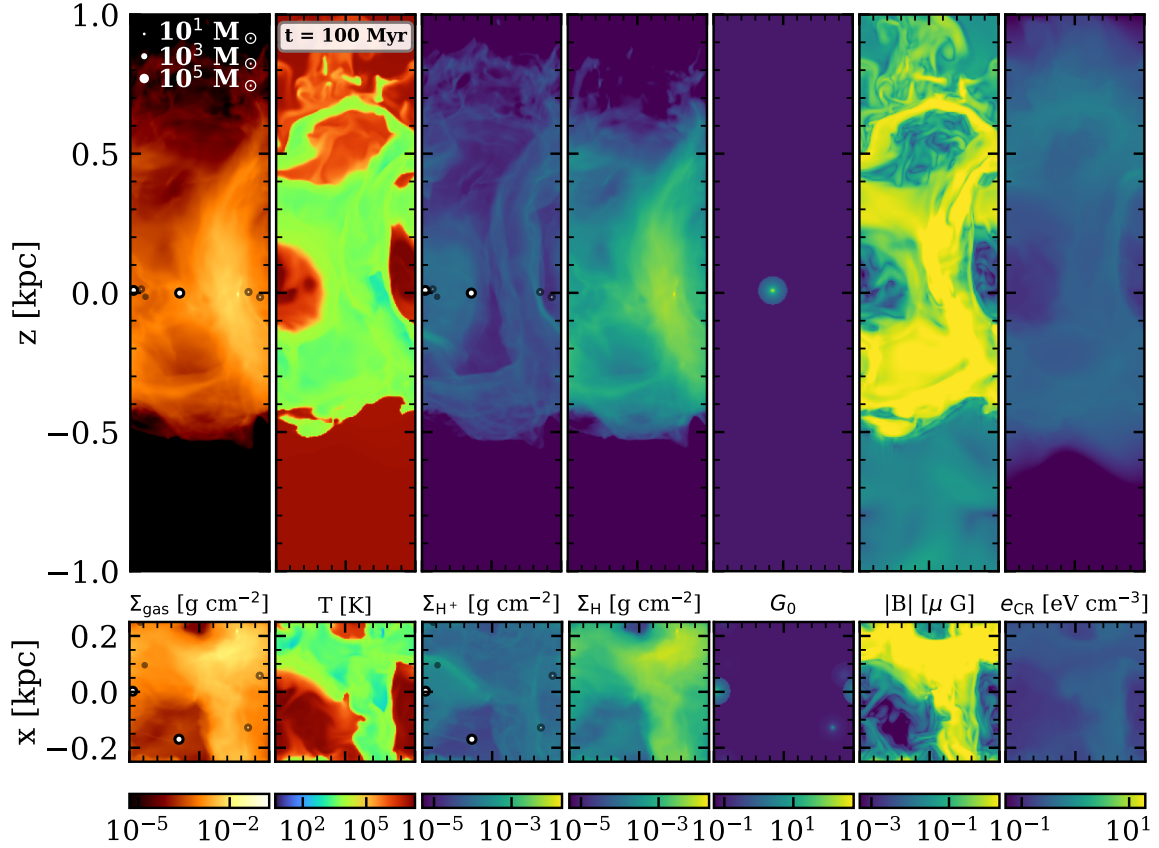 10¹ M⊙
10³ M⊙
10⁵ M⊙
t = 100 Myr
z [kpc]
1.0
0.5
0.0
−0.5
−1.0
Σgas [g cm⁻²]
T [K]
ΣH⁺ [g cm⁻²]
ΣH [g cm⁻²]
G₀
|B| [μ G]
eCR [eV cm⁻³]
x [kpc]
0.2
0.0
−0.2
10⁻⁵ 10⁻²
10² 10⁵
10⁻⁵ 10⁻³
10⁻⁵ 10⁻²
10⁻¹ 10¹
10⁻³ 10⁻¹
10⁻¹ 10¹